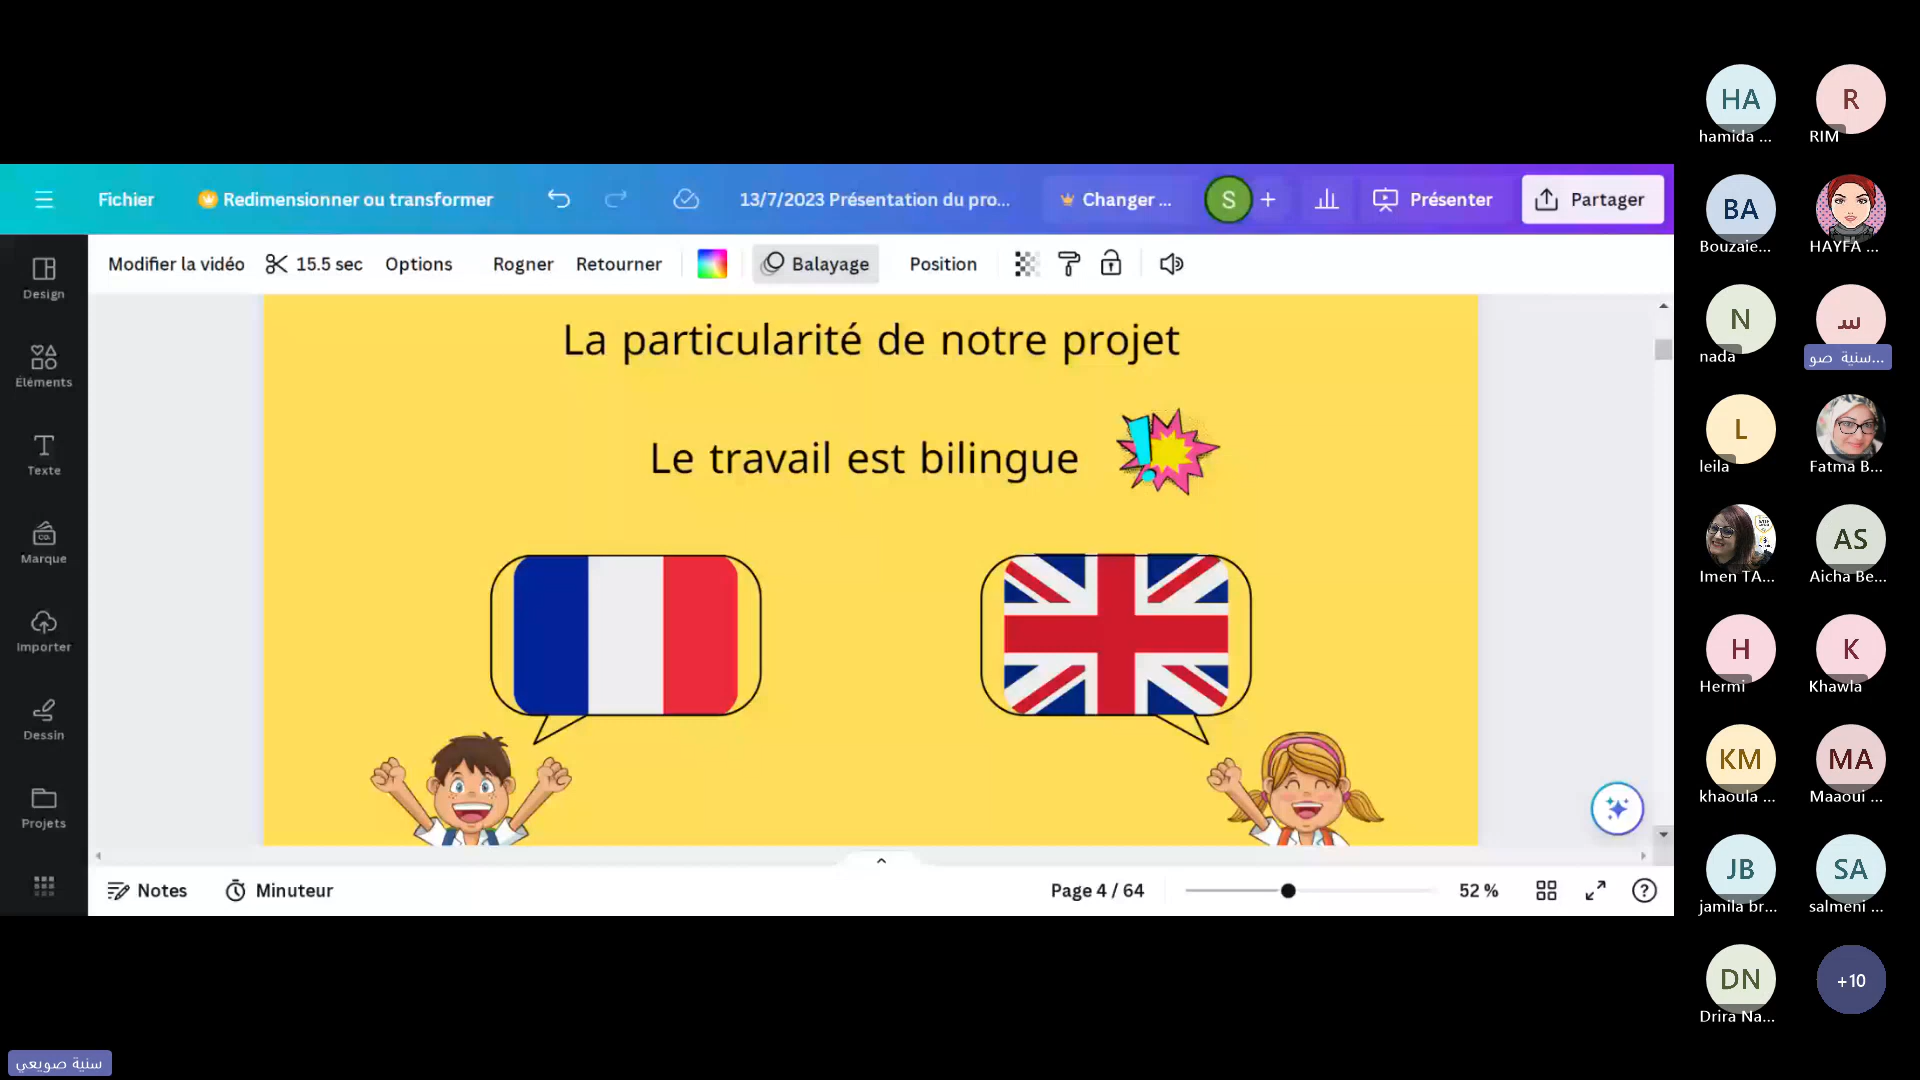 Fichier
Redimensionner ou transformer
13/7/2023 Présentation du pro...
Changer ...
S
+
Présenter
Partager
Modifier la vidéo
15.5 sec
Options
Rogner
Retourner
Balayage
Position
Design
Éléments
Texte
CO.
Marque
Importer
Dessin
Projets
La particularité de notre projet
Le travail est bilingue
!
Notes
Minuteur
Page 4 / 64
52 %
?
HA
hamida ...
R
RIM
BA
Bouzaie...
HAYFA ...
N
nada
س
سنية صو...
L
leila
Fatma B...
Imen TA...
AS
Aicha Be...
H
Hermi
K
Khawla
KM
khaoula ...
MA
Maaoui ...
JB
jamila br...
SA
salmeni ...
DN
Drira Na...
+10
سنية صويعي